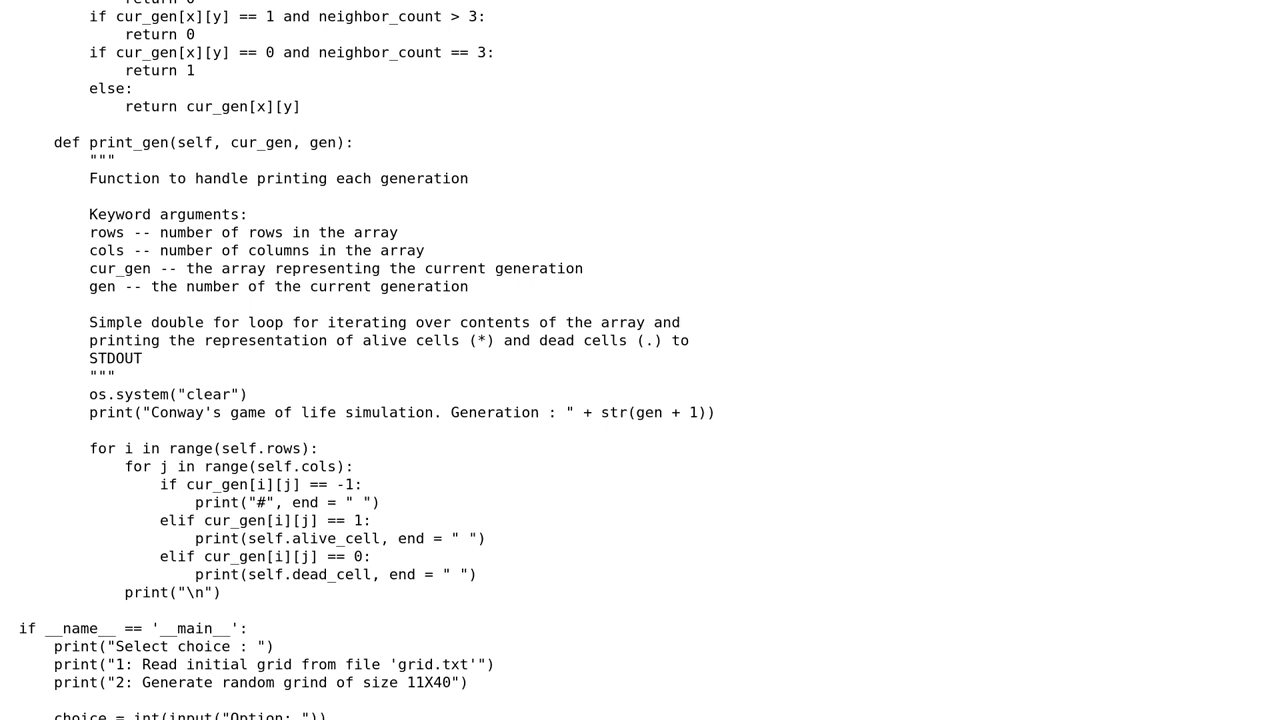 return 0
        if cur_gen[x][y] == 1 and neighbor_count > 3:
            return 0
        if cur_gen[x][y] == 0 and neighbor_count == 3:
            return 1
        else:
            return cur_gen[x][y]

    def print_gen(self, cur_gen, gen):
        """
        Function to handle printing each generation

        Keyword arguments:
        rows -- number of rows in the array
        cols -- number of columns in the array
        cur_gen -- the array representing the current generation
        gen -- the number of the current generation

        Simple double for loop for iterating over contents of the array and
        printing the representation of alive cells (*) and dead cells (.) to
        STDOUT
        """
        os.system("clear")
        print("Conway's game of life simulation. Generation : " + str(gen + 1))

        for i in range(self.rows):
            for j in range(self.cols):
                if cur_gen[i][j] == -1:
                    print("#", end = " ")
                elif cur_gen[i][j] == 1:
                    print(self.alive_cell, end = " ")
                elif cur_gen[i][j] == 0:
                    print(self.dead_cell, end = " ")
            print("\n")

if __name__ == '__main__':
    print("Select choice : ")
    print("1: Read initial grid from file 'grid.txt'")
    print("2: Generate random grind of size 11X40")

    choice = int(input("Option: "))